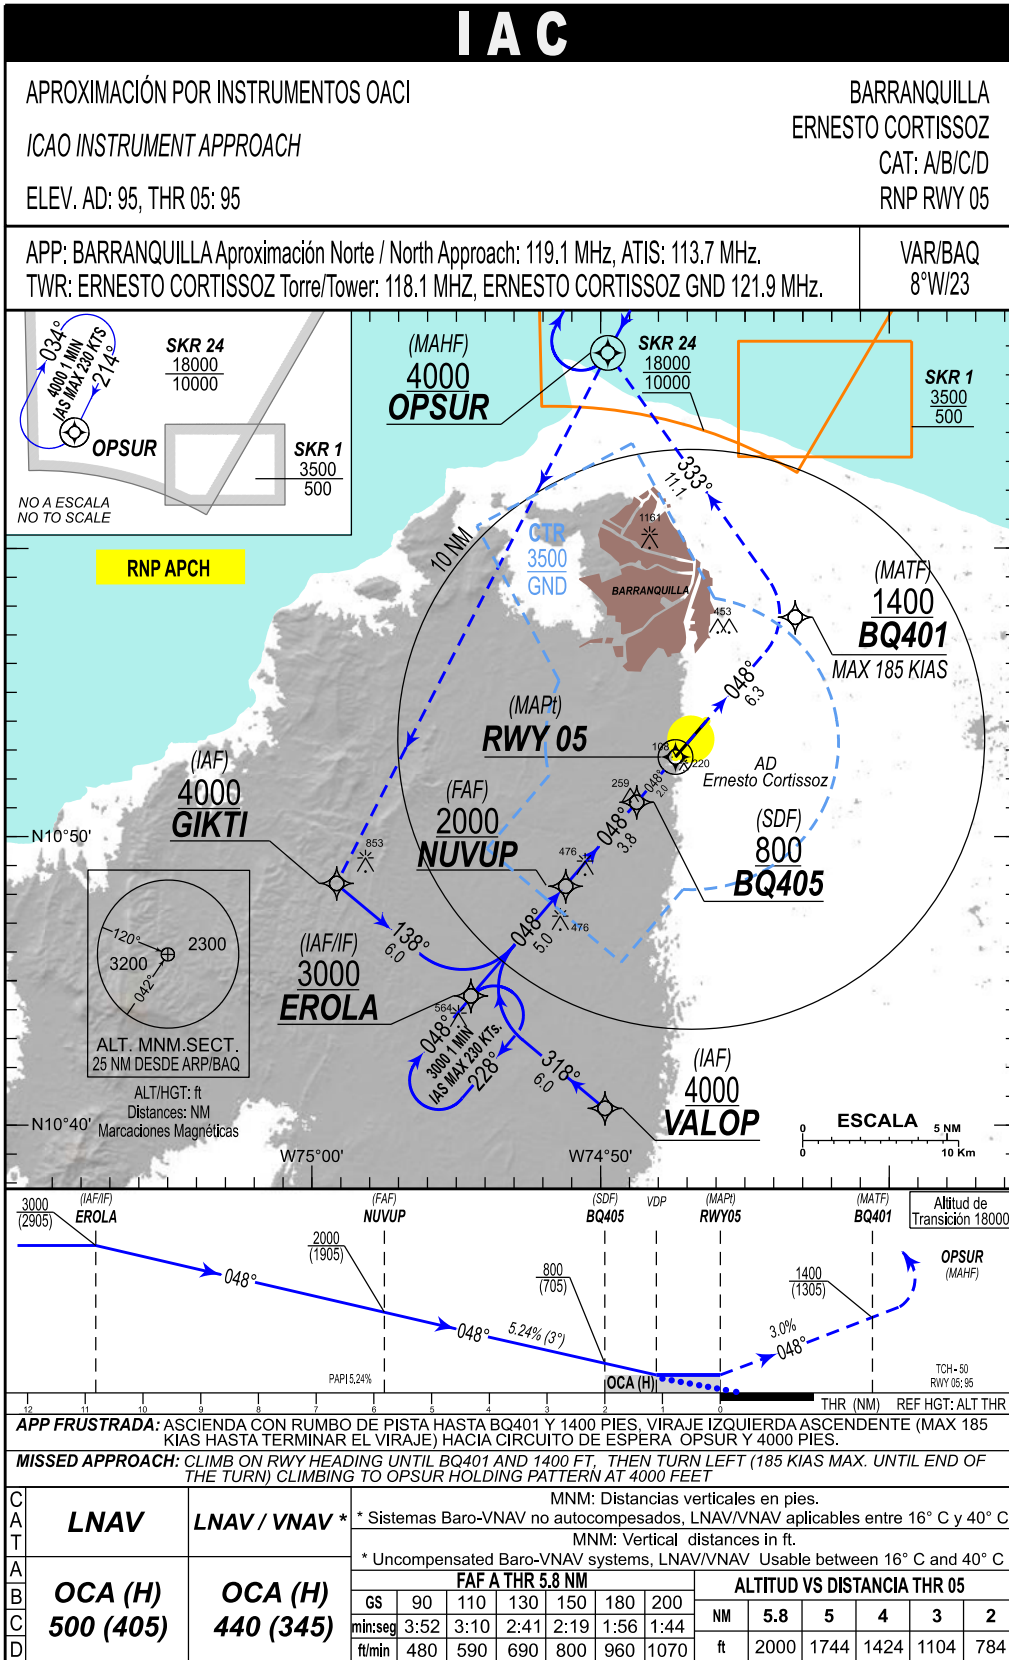 IAC
APROXIMACIÓN POR INSTRUMENTOS OACI
ICAO INSTRUMENT APPROACH
ELEV. AD: 95, THR 05: 95
BARRANQUILLA
ERNESTO CORTISSOZ
CAT: A/B/C/D
RNP RWY 05
APP: BARRANQUILLA Aproximación Norte / North Approach: 119.1 MHz, ATIS: 113.7 MHz.
TWR: ERNESTO CORTISSOZ Torre/Tower: 118.1 MHZ, ERNESTO CORTISSOZ GND 121.9 MHz.
VAR/BAQ
8°W/23
034°
4000 1 MIN
IAS MAX 230 KTS
214°
OPSUR
SKR 24
18000
10000
SKR 1
3500
500
NO A ESCALA
NO TO SCALE
(MAHF)
4000
OPSUR
SKR 24
18000
10000
SKR 1
3500
500
RNP APCH
10 NM
CTR
3500
GND
1161
BARRANQUILLA
453
333°
11.1
(MATF)
1400
BQ401
MAX 185 KIAS
048°
6.3
(MAPt)
RWY 05
108
220
AD
Ernesto Cortissoz
(IAF)
4000
GIKTI
(FAF)
2000
NUVUP
259
048°
2.0
048°
3.8
(SDF)
800
BQ405
N10°50'
853
476
476
120°
2300
3200
042°
ALT. MNM.SECT.
25 NM DESDE ARP/BAQ
ALT/HGT: ft
Distances: NM
Marcaciones Magnéticas
138°
6.0
048°
5.0
(IAF/IF)
3000
EROLA
564
048°
3000 1 MIN
IAS MAX 230 KTs.
228°
318°
6.0
(IAF)
4000
VALOP
N10°40'
W75°00'
W74°50'
ESCALA
0 5 NM
0 10 Km
3000
(2905)
(IAF/IF)
EROLA
(FAF)
NUVUP
(SDF)
BQ405
VDP
(MAPt)
RWY05
(MATF)
BQ401
Altitud de
Transición 18000
2000
(1905)
800
(705)
1400
(1305)
OPSUR
(MAHF)
048°
048°
5.24% (3°)
3.0%
048°
PAPI 5,24%
OCA (H)
TCH - 50
RWY 05; 95
12 11 10 9 8 7 6 5 4 3 2 1 0
THR (NM) REF HGT: ALT THR
APP FRUSTRADA: ASCIENDA CON RUMBO DE PISTA HASTA BQ401 Y 1400 PIES, VIRAJE IZQUIERDA ASCENDENTE (MAX 185
KIAS HASTA TERMINAR EL VIRAJE) HACIA CIRCUITO DE ESPERA OPSUR Y 4000 PIES.
MISSED APPROACH: CLIMB ON RWY HEADING UNTIL BQ401 AND 1400 FT, THEN TURN LEFT (185 KIAS MAX. UNTIL END OF
THE TURN) CLIMBING TO OPSUR HOLDING PATTERN AT 4000 FEET
CAT
LNAV
LNAV / VNAV *
MNM: Distancias verticales en pies.
* Sistemas Baro-VNAV no autocompesados, LNAV/VNAV aplicables entre 16° C y 40° C
MNM: Vertical distances in ft.
* Uncompensated Baro-VNAV systems, LNAV/VNAV Usable between 16° C and 40° C
A
B
C
D
OCA (H)
500 (405)
OCA (H)
440 (345)
FAF A THR 5.8 NM
GS 90 110 130 150 180 200
min:seg 3:52 3:10 2:41 2:19 1:56 1:44
ft/min 480 590 690 800 960 1070
ALTITUD VS DISTANCIA THR 05
NM 5.8 5 4 3 2
ft 2000 1744 1424 1104 784